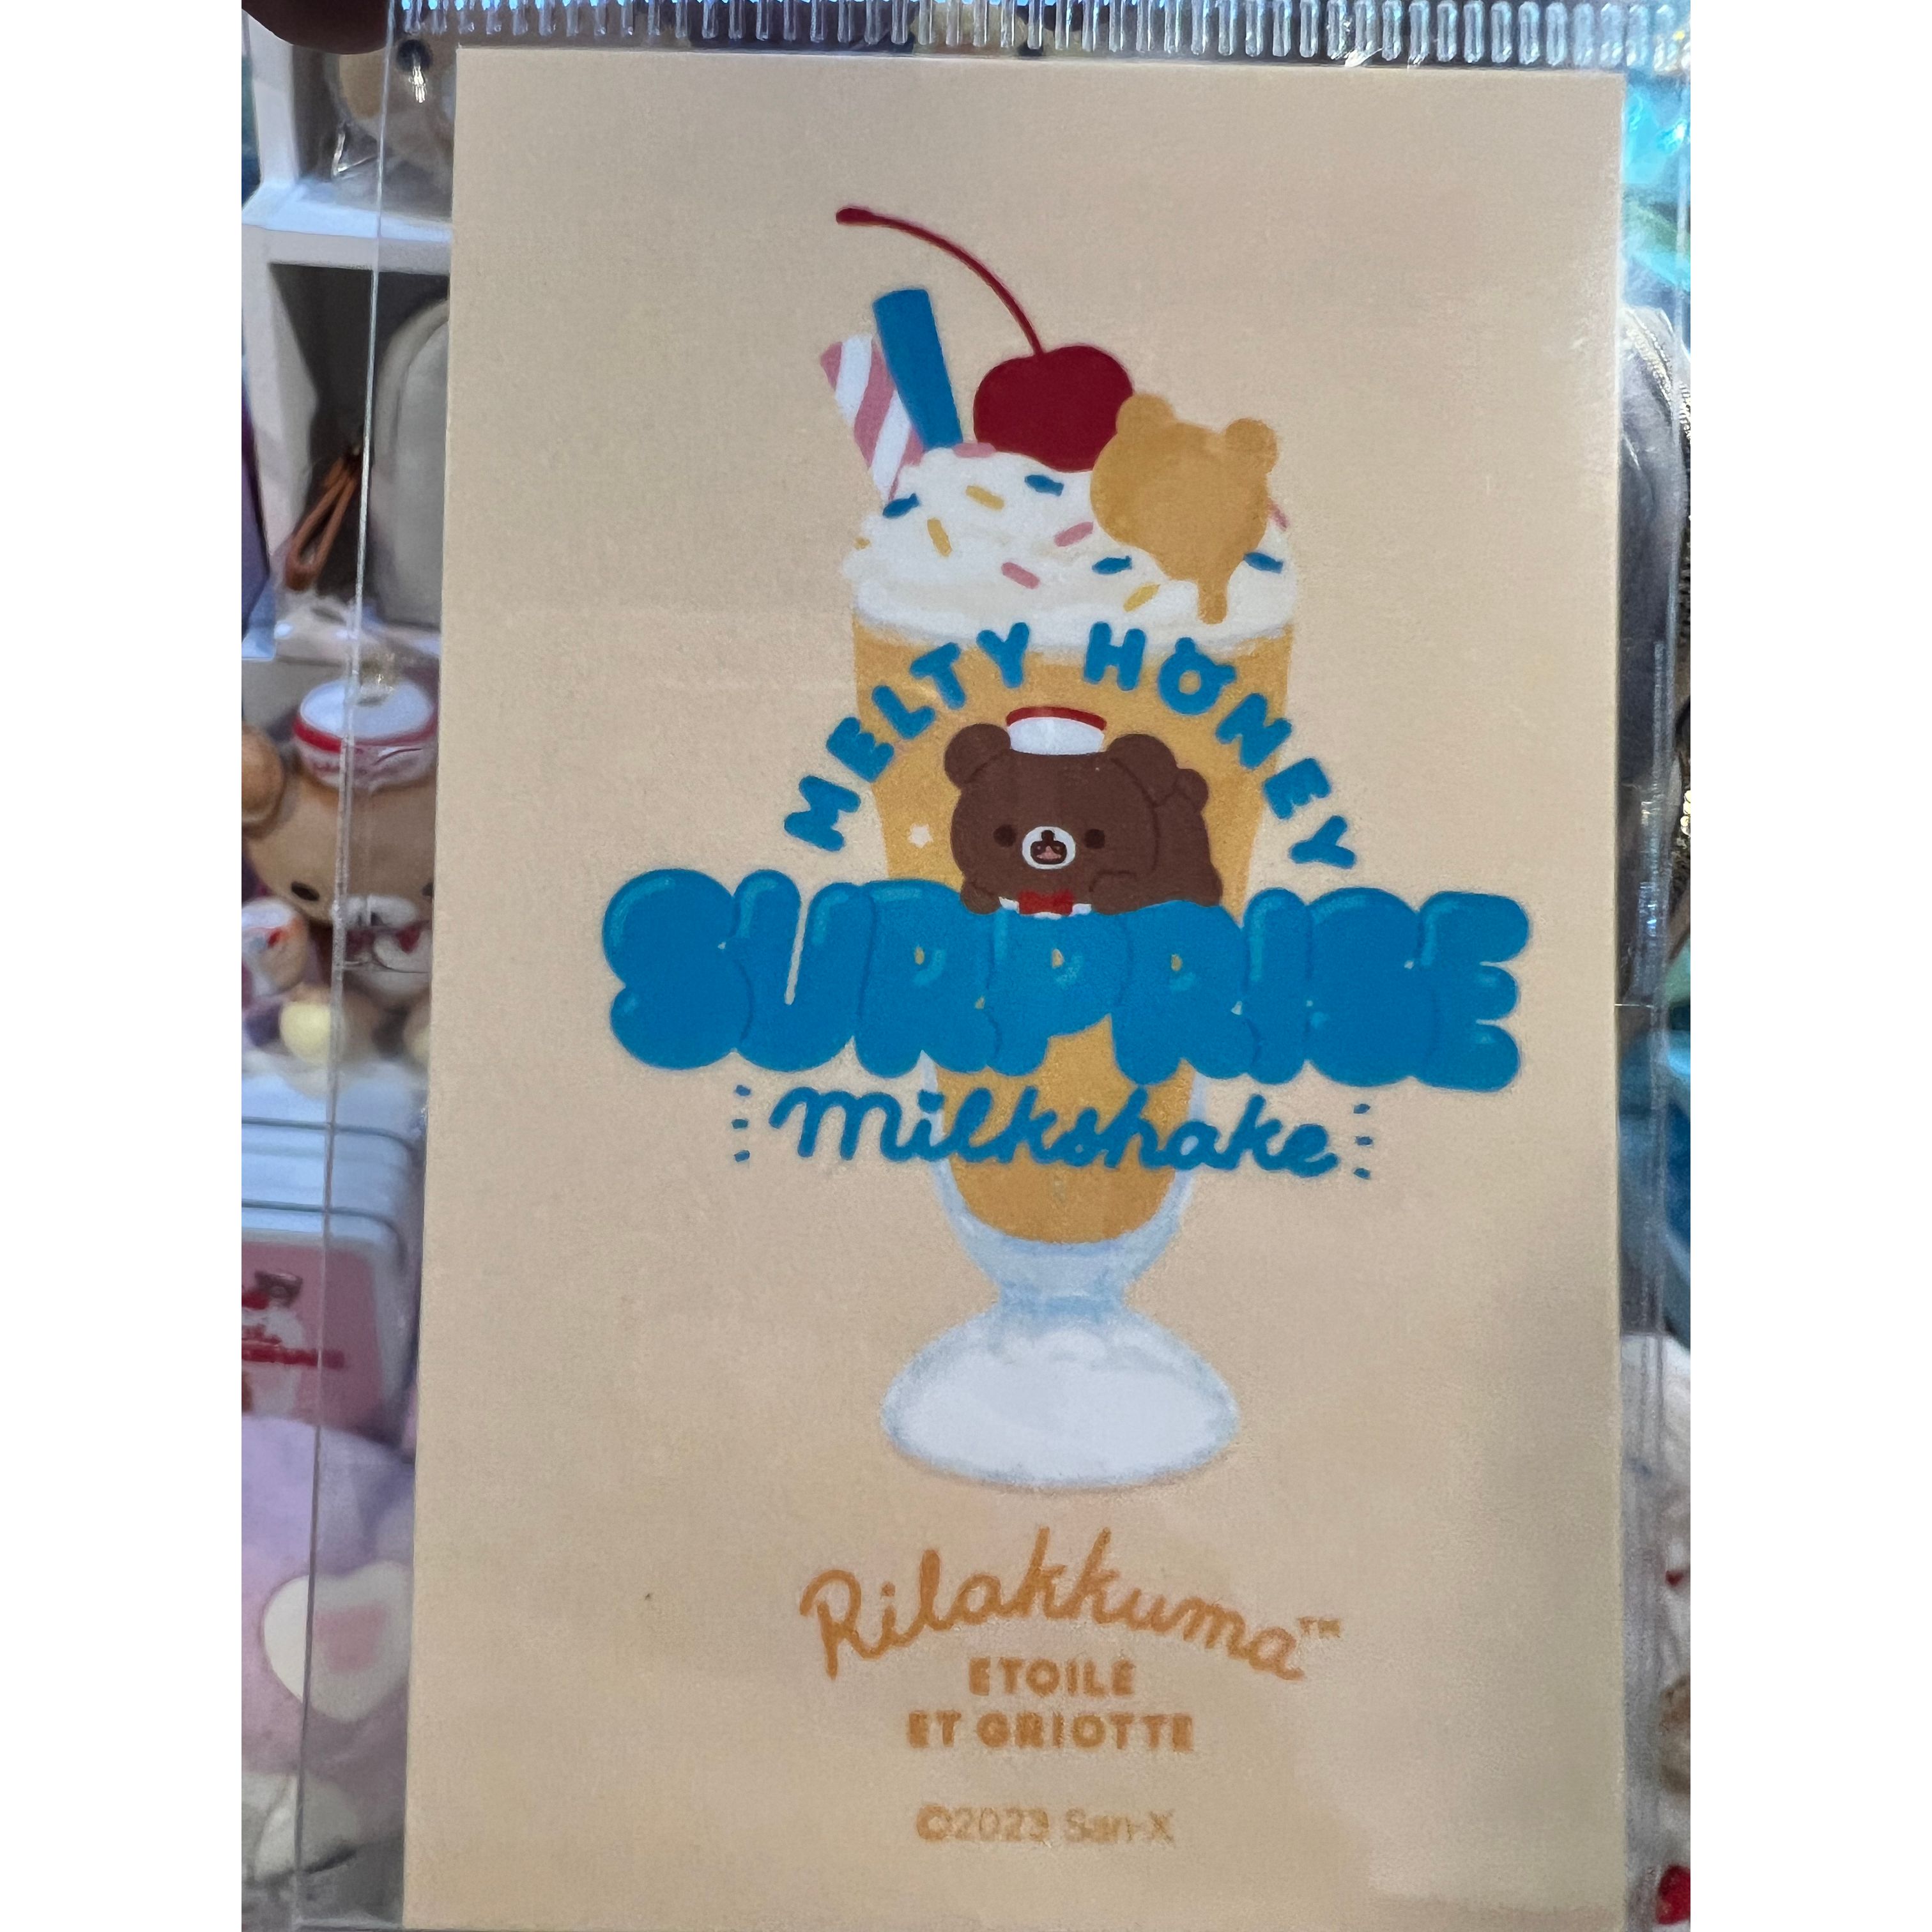 MELTY HONEY
SURPRISE
milkshake
Rilakkuma™
ETOILE
ET GRIOTTE
©2023 San-X